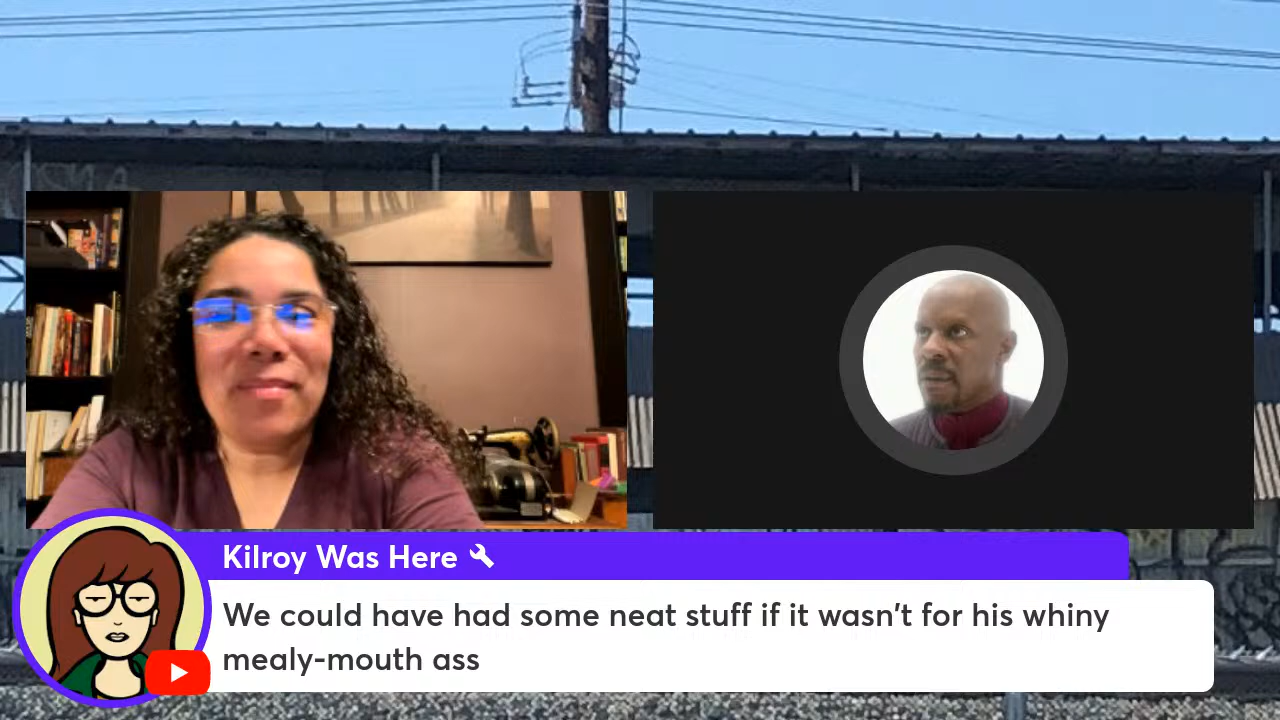 Kilroy Was Here
We could have had some neat stuff if it wasn't for his whiny
mealy-mouth ass